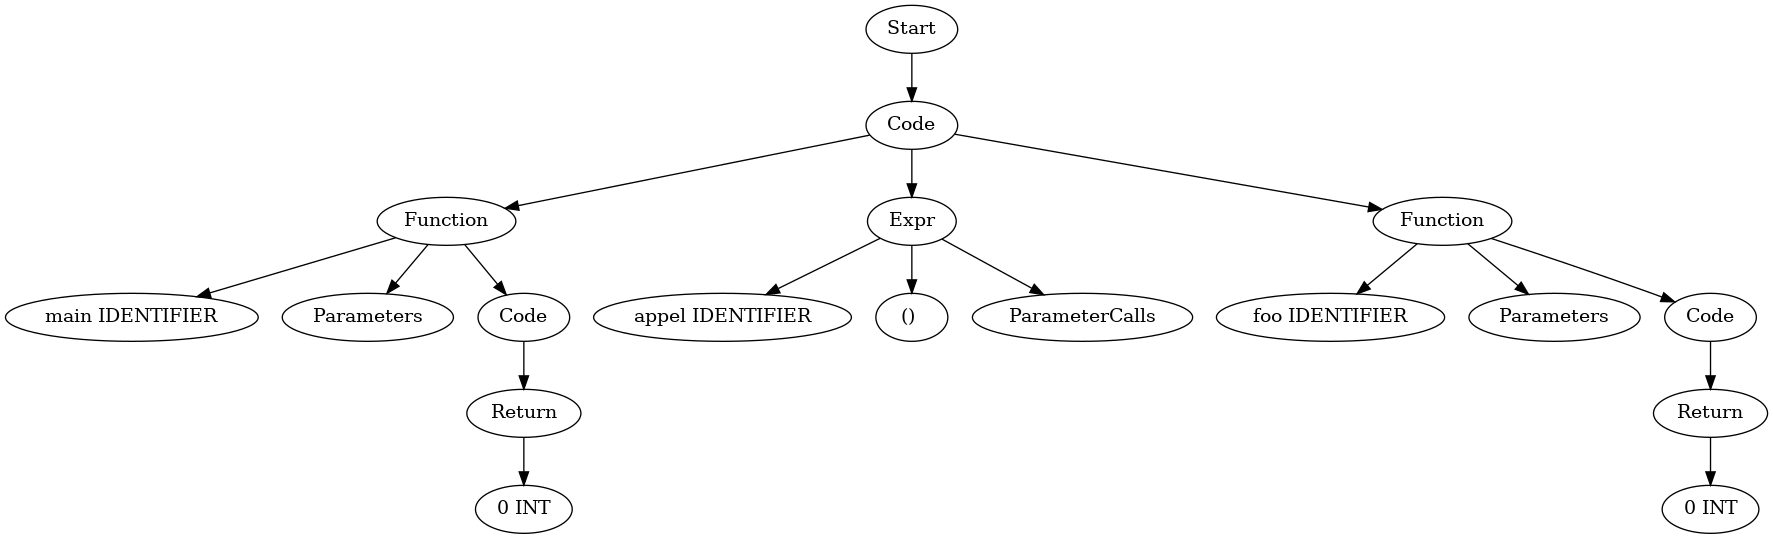 Start
Code
Function
Expr
Function
main IDENTIFIER
Parameters
Code
appel IDENTIFIER
()
ParameterCalls
foo IDENTIFIER
Parameters
Code
Return
Return
0 INT
0 INT